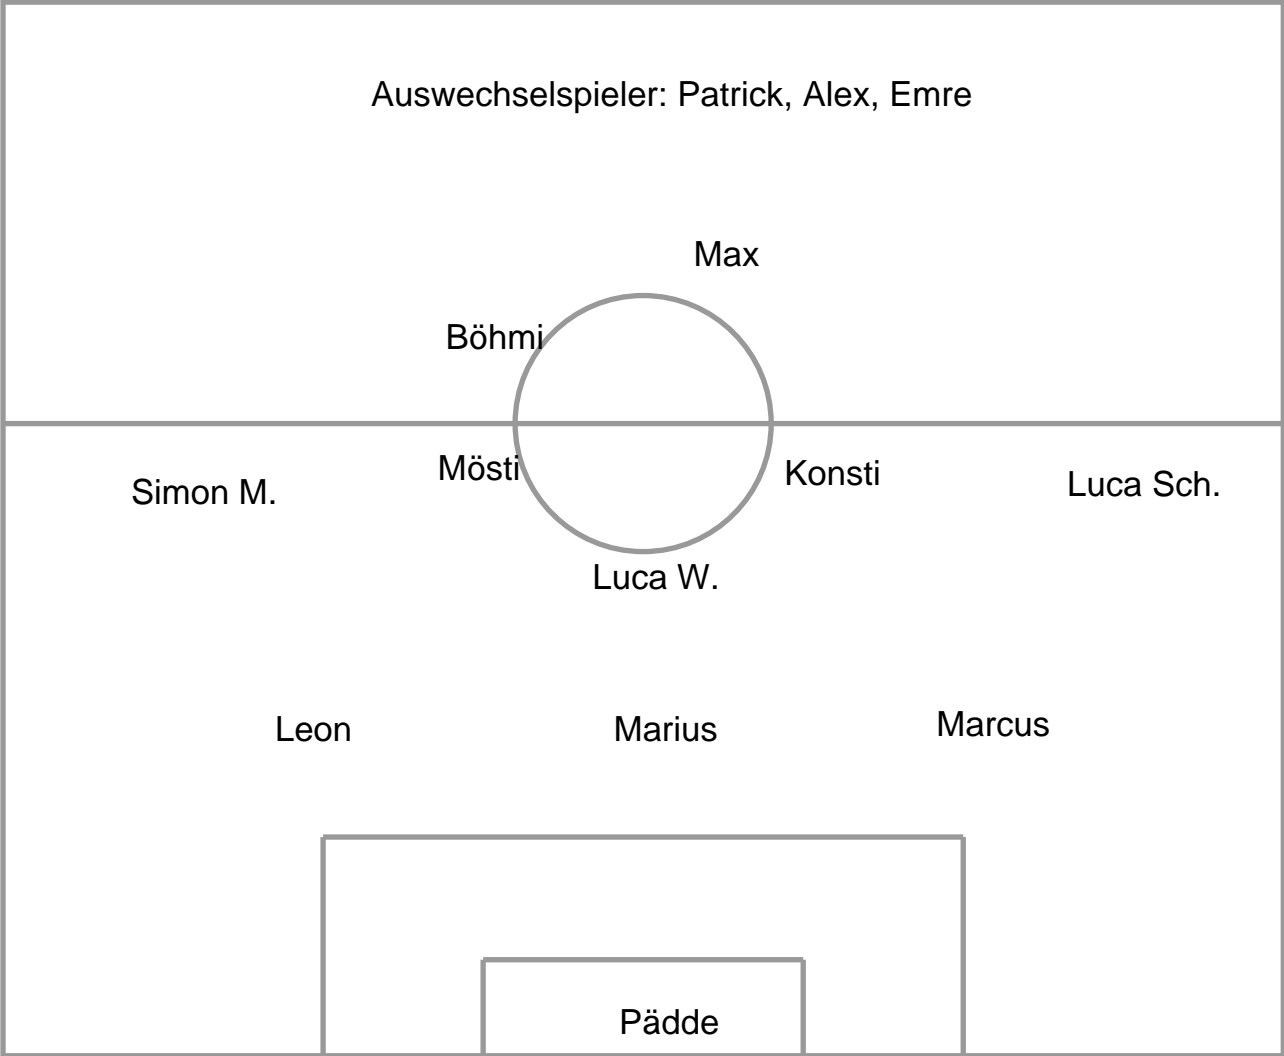 Auswechselspieler: Patrick, Alex, Emre
Max
Böhmi
Mösti
Konsti
Simon M.
Luca Sch.
Luca W.
Leon
Marius
Marcus
Pädde